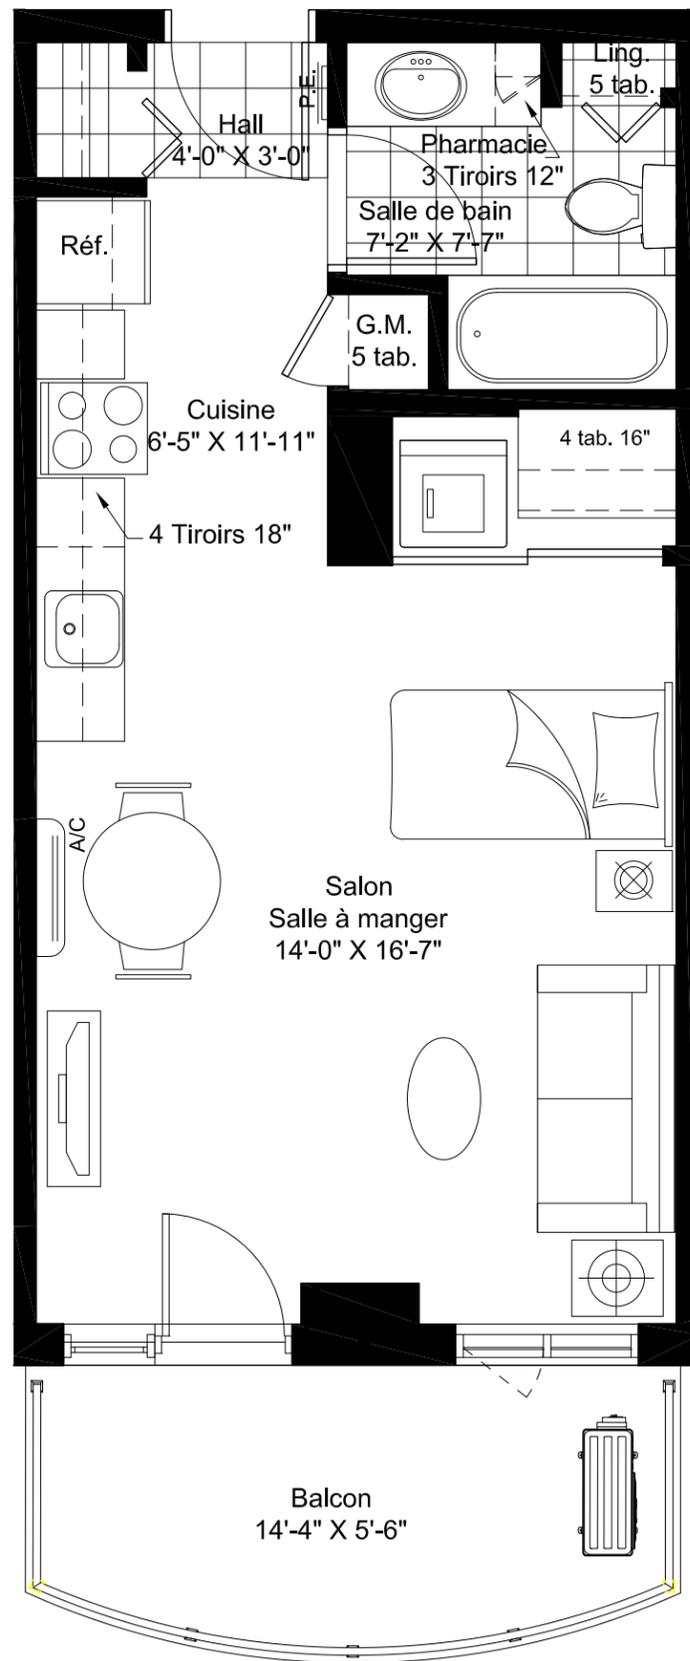 Ling.
5 tab.
P.E.
Hall
4'-0" X 3'-0"
Pharmacie
3 Tiroirs 12"
Salle de bain
7'-2" X 7'-7"
Réf.
G.M.
5 tab.
Cuisine
6'-5" X 11'-11"
4 tab. 16"
4 Tiroirs 18"
A/C
Salon
Salle à manger
14'-0" X 16'-7"
Balcon
14'-4" X 5'-6"